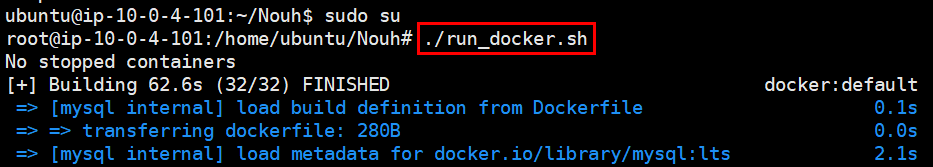 ubuntu@ip-10-0-4-101:~/Nouh$ sudo su
root@ip-10-0-4-101:/home/ubuntu/Nouh# ./run_docker.sh
No stopped containers
[+] Building 62.6s (32/32) FINISHED docker:default
=> [mysql internal] load build definition from Dockerfile 0.1s
=> => transferring dockerfile: 280B 0.0s
=> [mysql internal] load metadata for docker.io/library/mysql:lts 2.1s